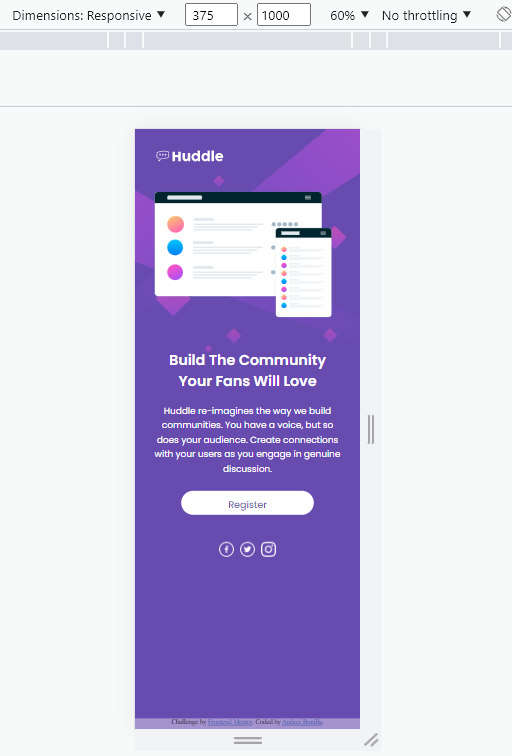 Dimensions: Responsive ▼ 375 × 1000 60% ▼ No throttling ▼
Huddle
Build The Community
Your Fans Will Love
Huddle re-imagines the way we build
communities. You have a voice, but so
does your audience. Create connections
with your users as you engage in genuine
discussion.
Register
Challenge by Frontend Mentor. Coded by Andres Bonilla.